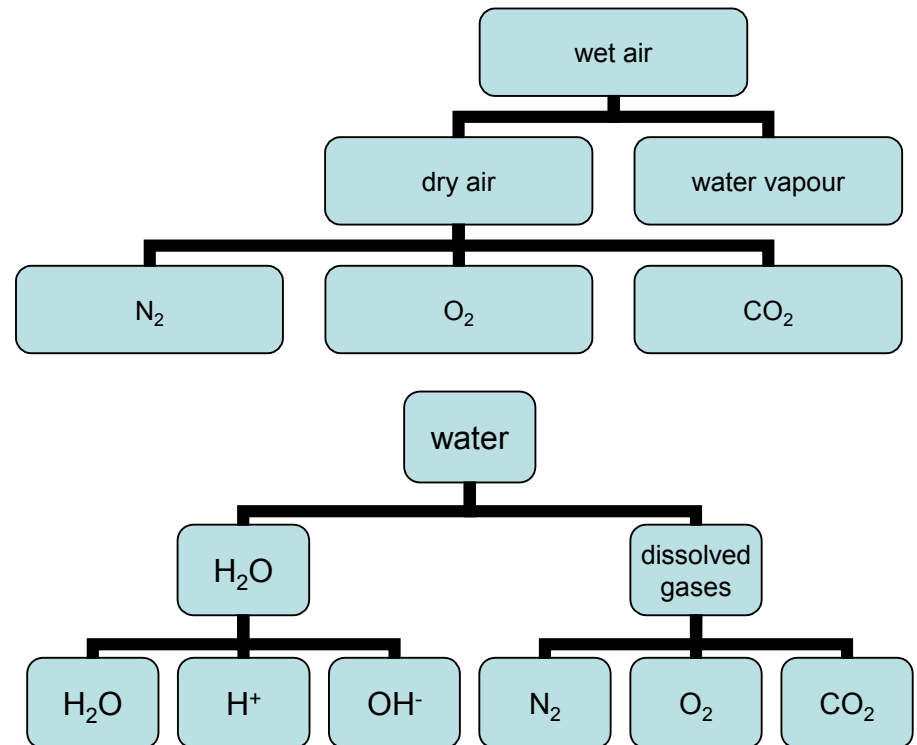 wet air
dry air
water vapour
N₂
O₂
CO₂
water
H₂O
dissolved
gases
H₂O
H⁺
OH⁻
N₂
O₂
CO₂